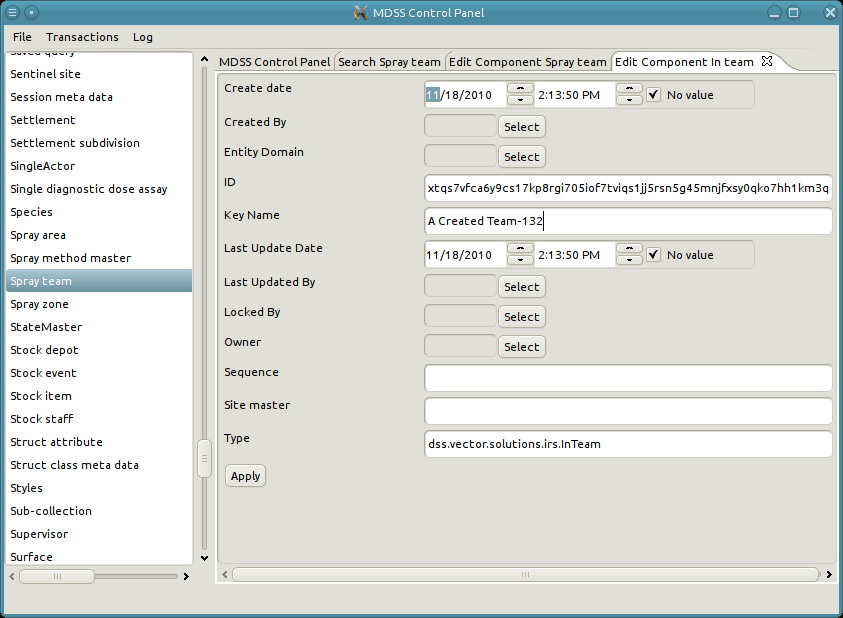 MDSS Control Panel
File Transactions Log
Saved query
Sentinel site
Session meta data
Settlement
Settlement subdivision
SingleActor
Single diagnostic dose assay
Species
Spray area
Spray method master
Spray team
Spray zone
StateMaster
Stock depot
Stock event
Stock item
Stock staff
Struct attribute
Struct class meta data
Styles
Sub-collection
Supervisor
Surface
MDSS Control Panel Search Spray team Edit Component Spray team Edit Component In team
Create date 11/18/2010 2:13:50 PM No value
Created By Select
Entity Domain Select
ID xtqs7vfca6y9cs17kp8rgi705iof7tviqs1jj5rsn5g45mnjfxsy0qko7hh1km3q
Key Name A Created Team-132
Last Update Date 11/18/2010 2:13:50 PM No value
Last Updated By Select
Locked By Select
Owner Select
Sequence
Site master
Type dss.vector.solutions.irs.InTeam
Apply